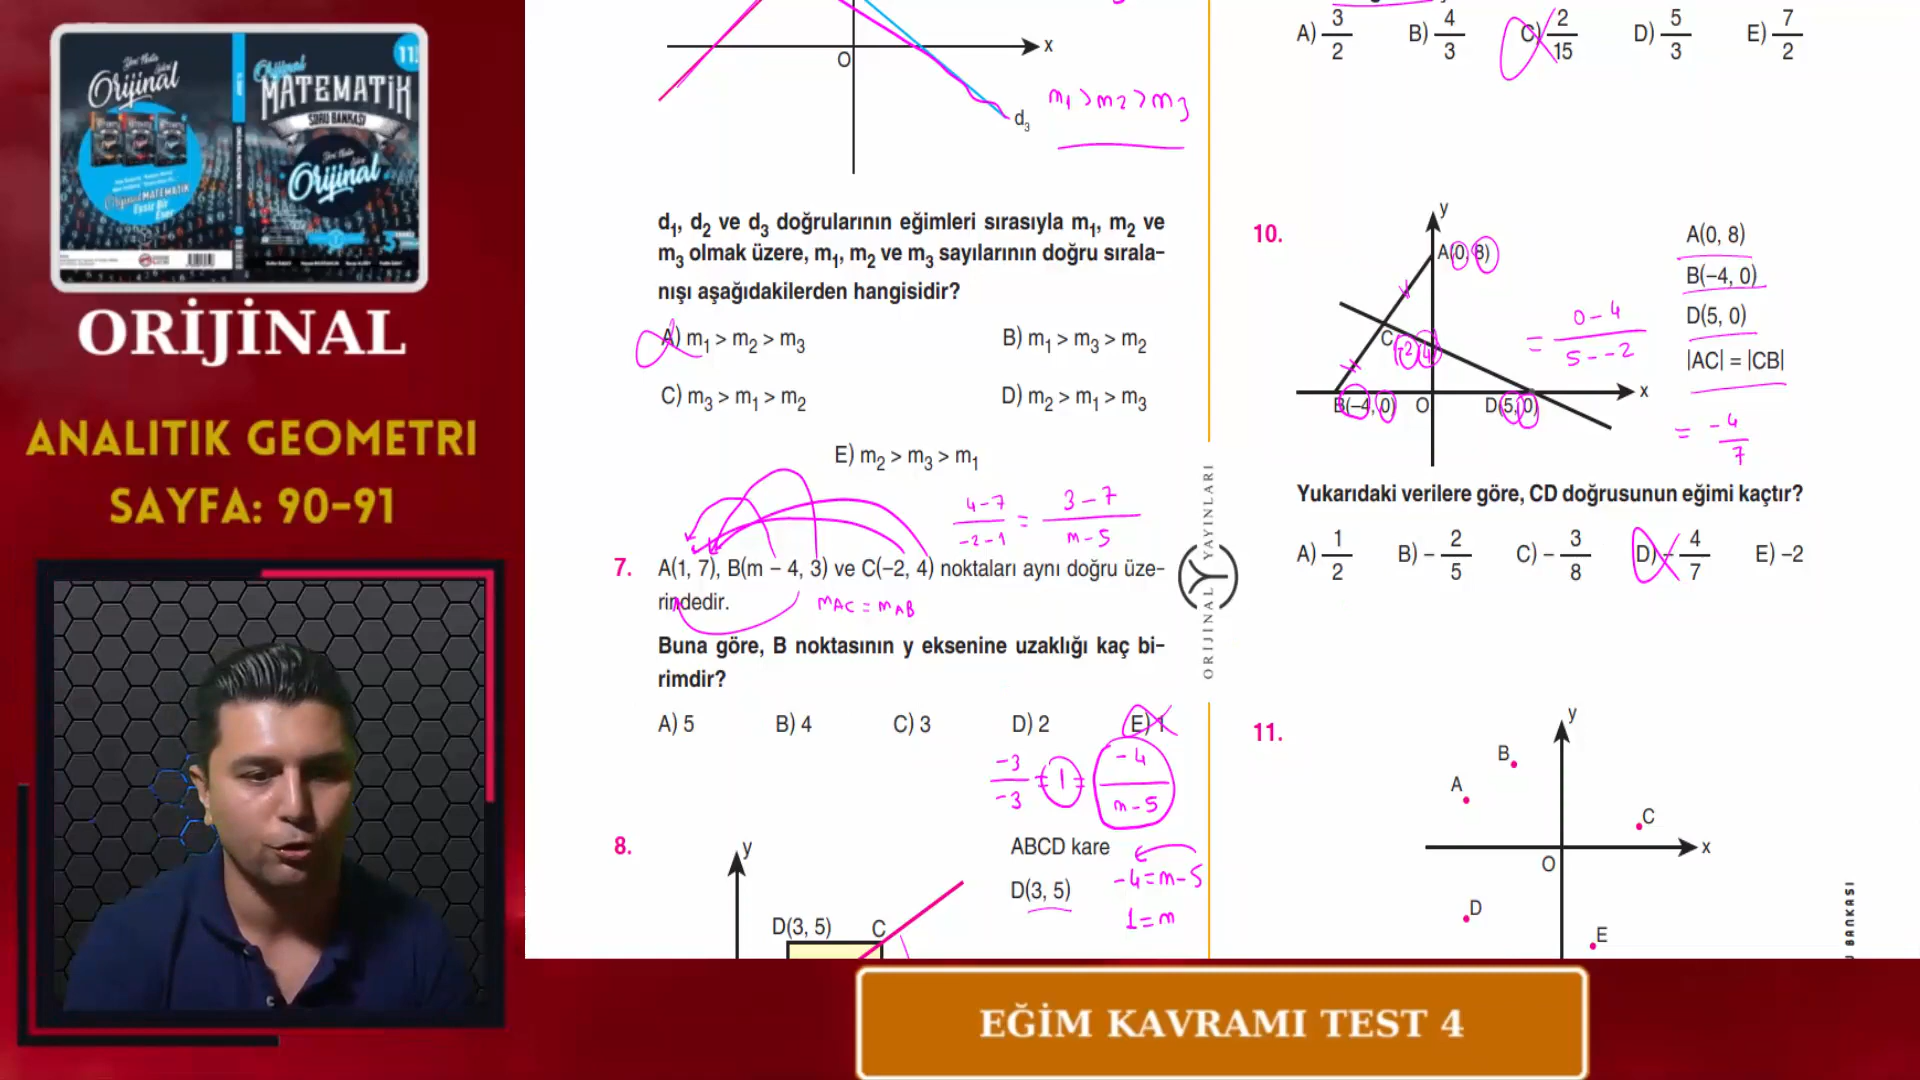 Orijinal
Orijinal
MATEMATİK
SORU BANKASI
Orijinal
11.
ORİJİNAL
ANALITIK GEOMETRI
SAYFA: 90-91
O
x
d3
m1 > m2 > m3
d1, d2 ve d3 doğrularının eğimleri sırasıyla m1, m2 ve
m3 olmak üzere, m1, m2 ve m3 sayılarının doğru sırala-
nışı aşağıdakilerden hangisidir?
A) m1 > m2 > m3
B) m1 > m3 > m2
C) m3 > m1 > m2
D) m2 > m1 > m3
E) m2 > m3 > m1
4-7/-2-1 = 3-7/m-5
7. A(1, 7), B(m – 4, 3) ve C(–2, 4) noktaları aynı doğru üze-
rindedir.
mAC = mAB
Buna göre, B noktasının y eksenine uzaklığı kaç bi-
rimdir?
A) 5 B) 4 C) 3 D) 2 E) 1
-3/-3 = 1 = -4/m-5
-4=m-5
1=m
8.
y
ABCD kare
D(3, 5)
D(3, 5)
C
ORİJİNAL YAYINLARI
A) 3/2 B) 4/3 C) 2/15 D) 5/3 E) 7/2
10.
y
A(0, 8)
C
(-2, 4)
B(–4, 0)
O
D(5, 0)
x
A(0, 8)
B(–4, 0)
D(5, 0)
|AC| = |CB|
= 0-4/5--2
= -4/7
Yukarıdaki verilere göre, CD doğrusunun eğimi kaçtır?
A) 1/2 B) – 2/5 C) – 3/8 D) – 4/7 E) –2
11.
y
B
A
C
O
x
D
E
BANKASI
EĞİM KAVRAMI TEST 4